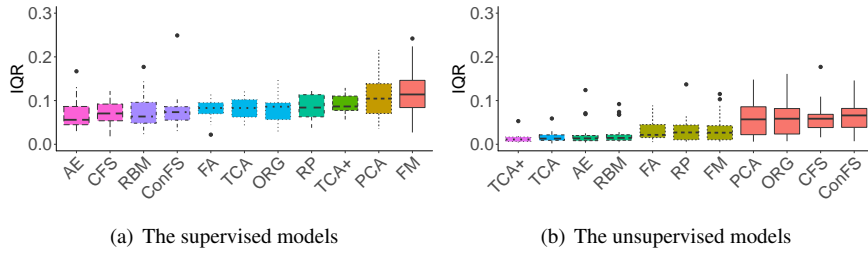 0.3
0.2
0.1
0.0
IQR
AE CFS RBM ConFS FA TCA ORG RP TCA+ PCA FM
(a) The supervised models
0.3
0.2
0.1
0.0
IQR
TCA+ TCA AE RBM FA RP FM PCA ORG CFS ConFS
(b) The unsupervised models